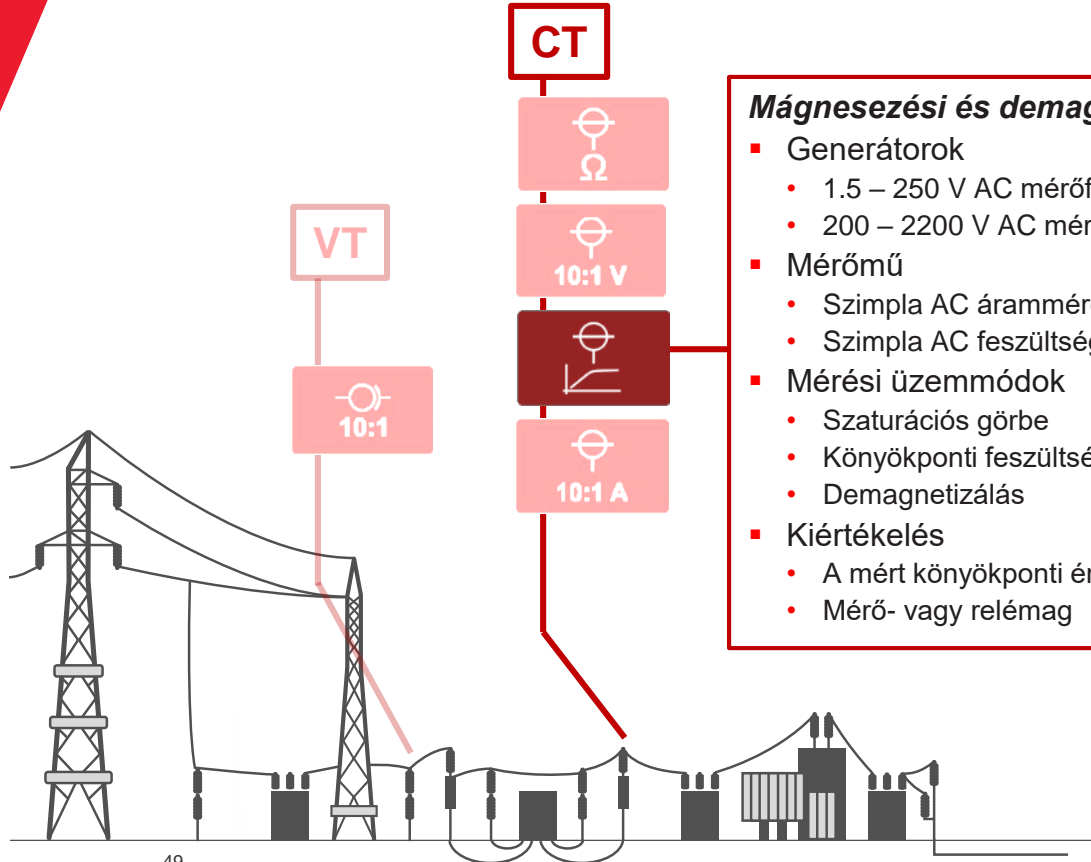 CT
Ω
VT
10:1 V
10:1
10:1 A
Mágnesezési és demag
▪ Generátorok
• 1.5 – 250 V AC mérőf
• 200 – 2200 V AC mér
▪ Mérőmű
• Szimpla AC árammér
• Szimpla AC feszültség
▪ Mérési üzemmódok
• Szaturációs görbe
• Könyökponti feszültsé
• Demagnetizálás
▪ Kiértékelés
• A mért könyökponti ér
• Mérő- vagy relémag
49